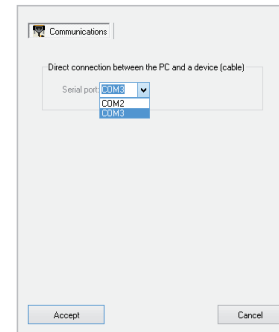 Communications
Direct connection between the PC and a device (cable)
Serial port: COM3
COM2
COM3
Accept
Cancel